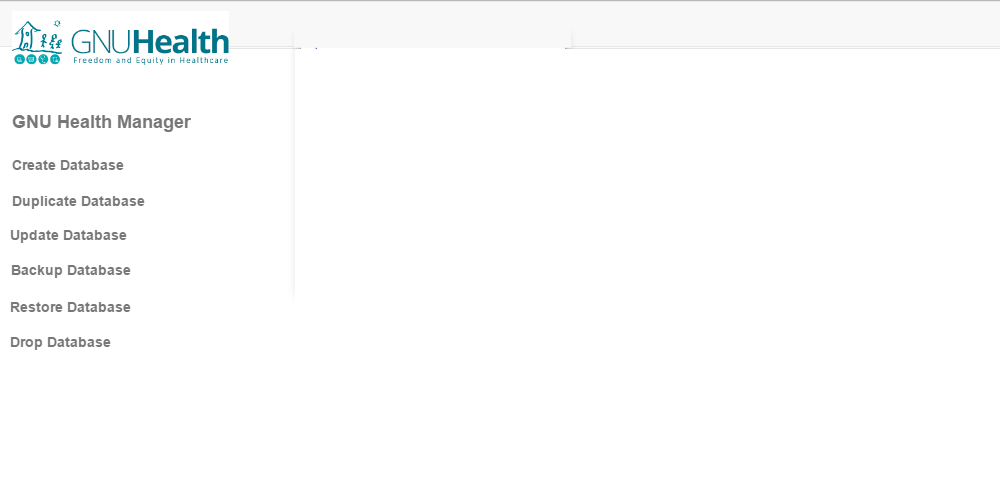 GNUHealth
Freedom and Equity in Healthcare
GNU Health Manager
Create Database
Duplicate Database
Update Database
Backup Database
Restore Database
Drop Database